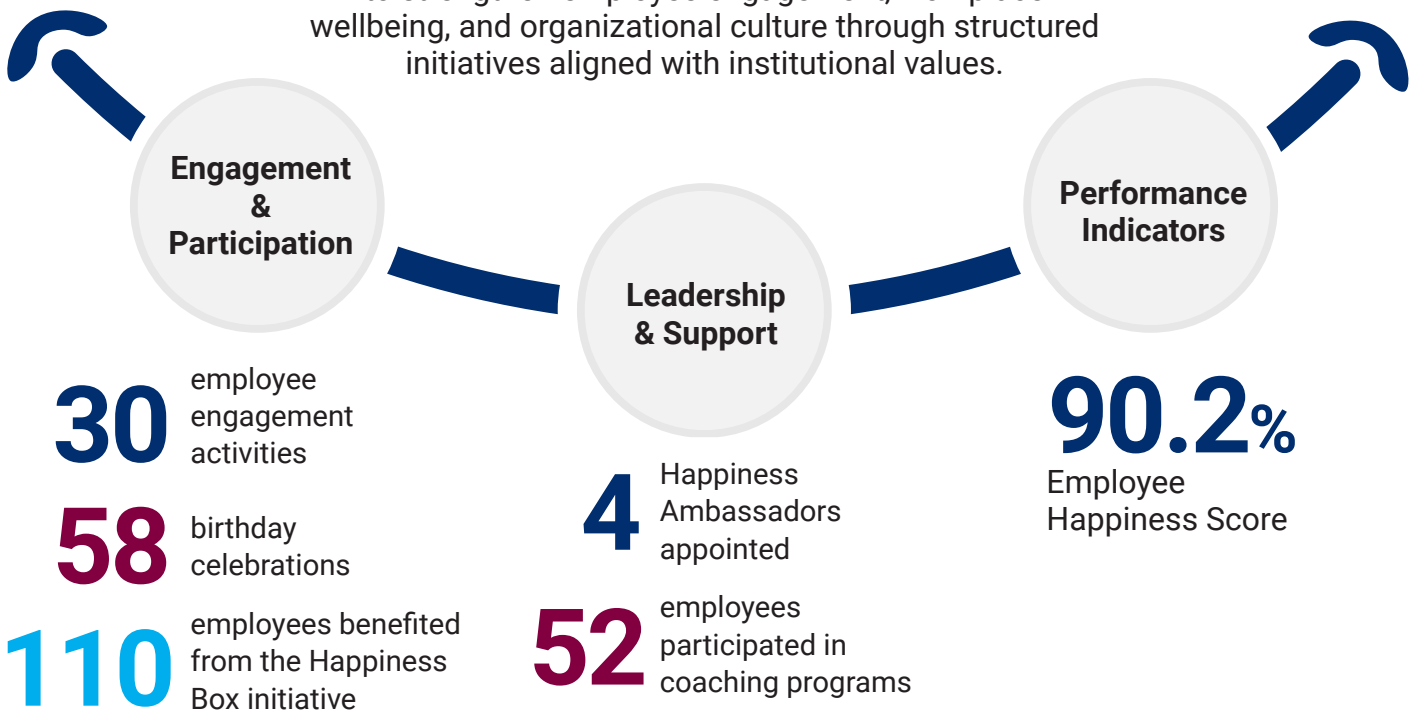 wellbeing, and organizational culture through structured
initiatives aligned with institutional values.
Engagement
&
Participation
30
employee
engagement
activities
58
birthday
celebrations
110
employees benefited
from the Happiness
Box initiative
Leadership
& Support
4
Happiness
Ambassadors
appointed
52
employees
participated in
coaching programs
Performance
Indicators
90.2%
Employee
Happiness Score